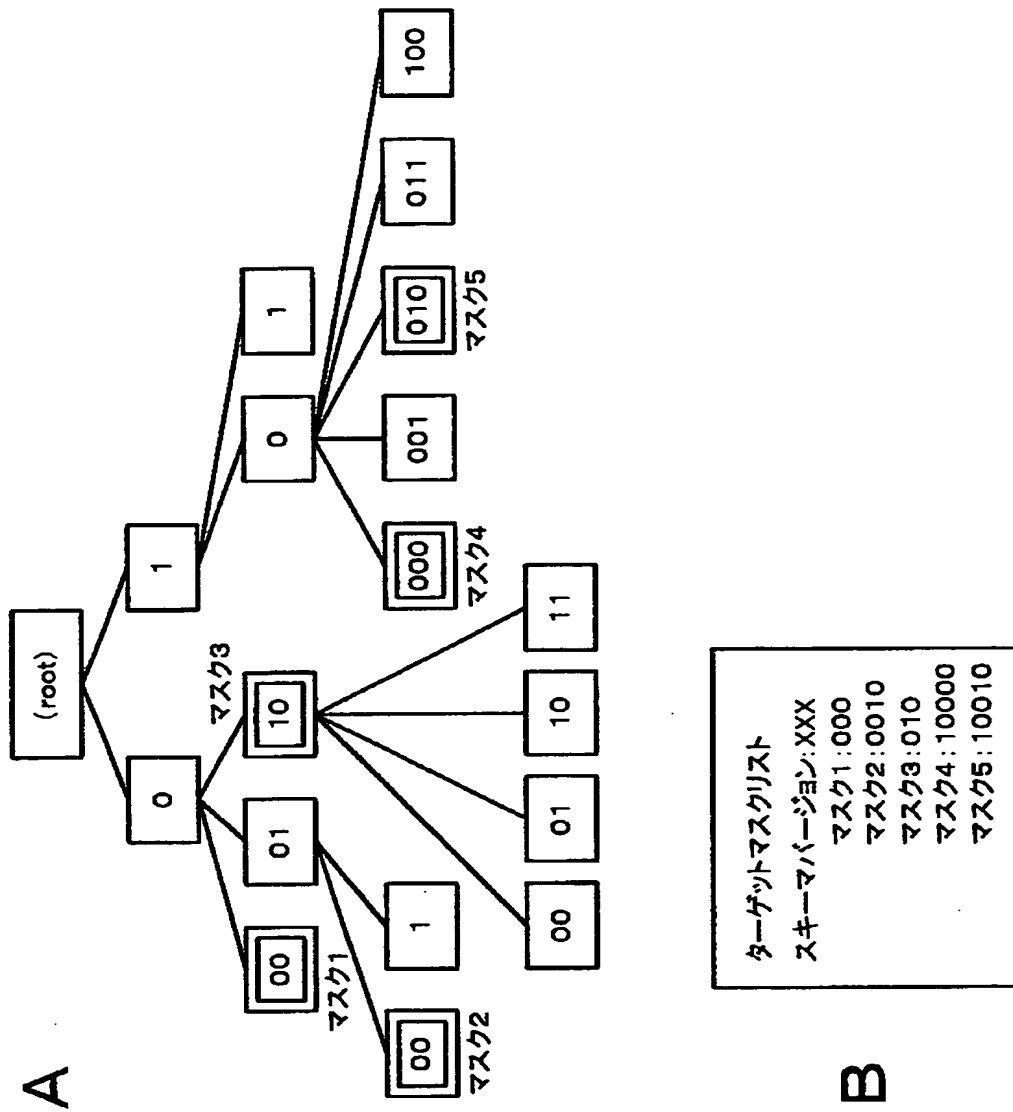 A
(root)
0
1
マスク3
00
01
10
0
1
マスク1
00
1
000
001
010
011
100
マスク2
マスク4
マスク5
00
01
10
11
B
ターゲットマスクリスト
スキーマバージョン:XXX
マスク1:000
マスク2:0010
マスク3:010
マスク4:10000
マスク5:10010